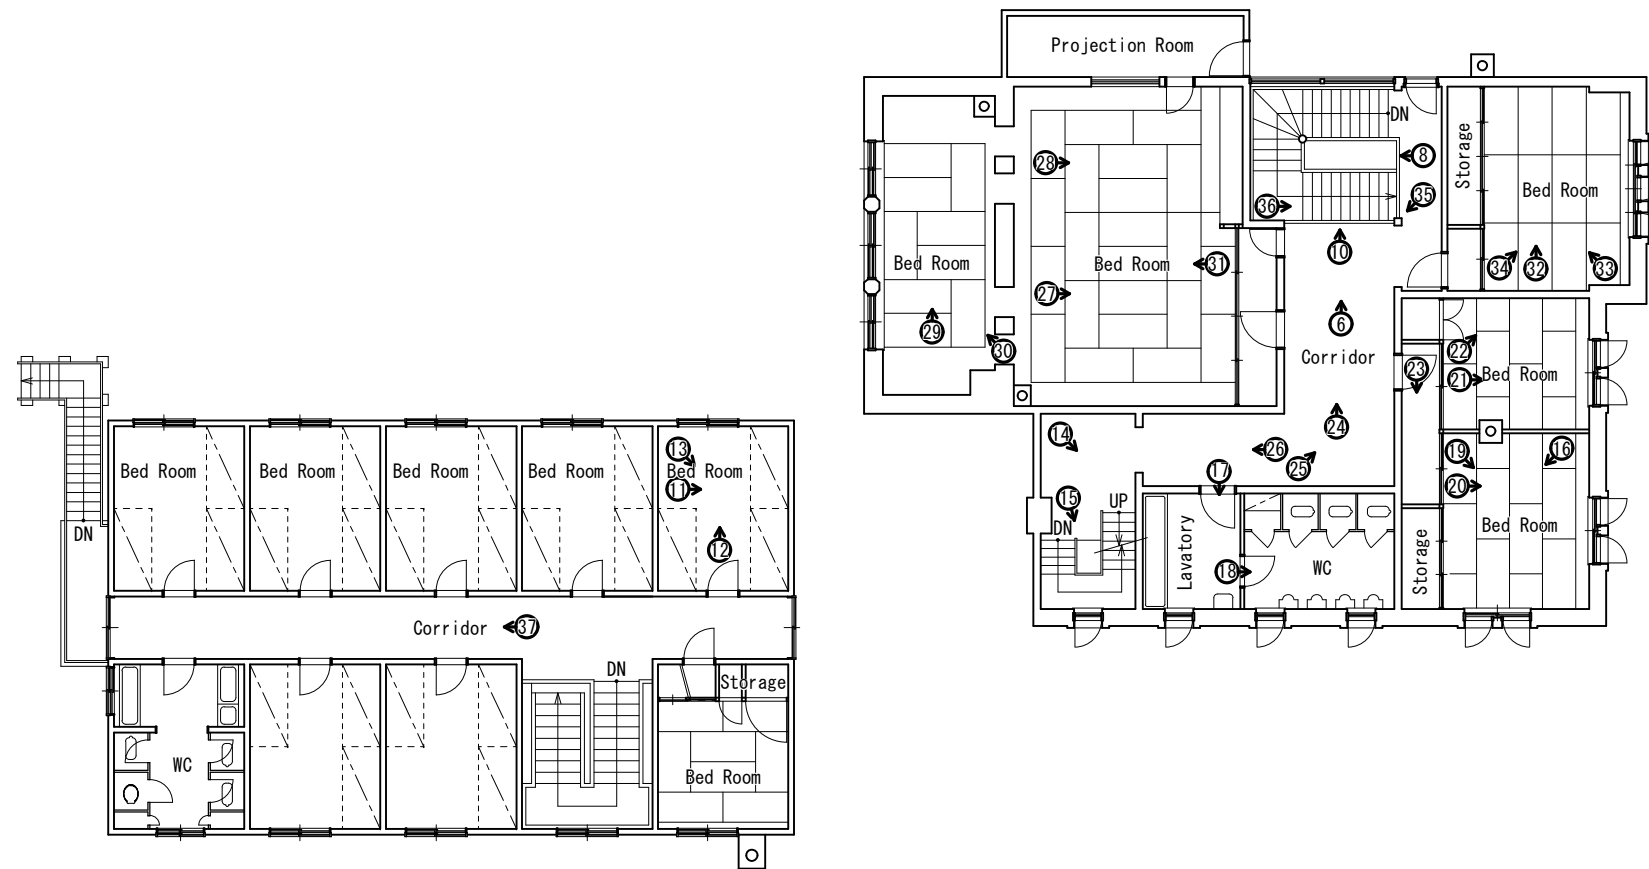 Projection Room
DN
8
Storage
Bed Room
28
35
36
10
Bed Room
Bed Room
31
34
32
33
27
6
29
30
Corridor
22
23
21
Bed Room
24
14
26
25
17
19
16
20
15
UP
DN
Bed Room
Lavatory
18
WC
Storage
Bed Room
Bed Room
Bed Room
Bed Room
13
Bed Room
11
12
DN
Corridor
37
DN
Storage
WC
Bed Room